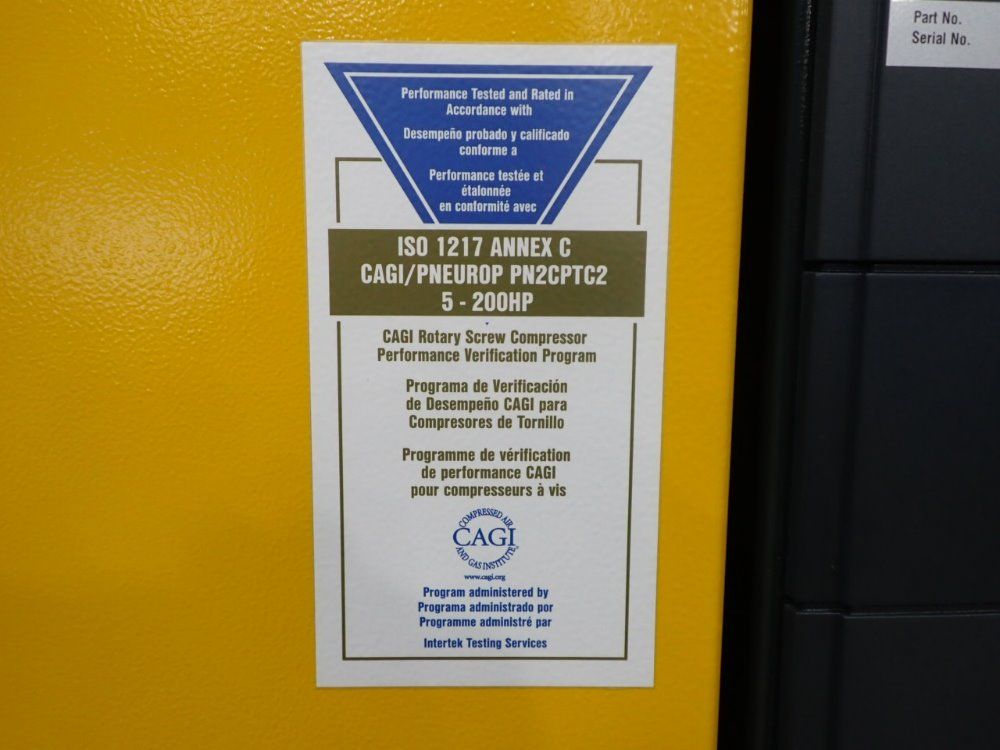 Part No.
Serial No.
Performance Tested and Rated in
Accordance with
Desempeño probado y calificado
conforme a
Performance testée et
étalonnée
en conformité avec
ISO 1217 ANNEX C
CAGI/PNEUROP PN2CPTC2
5 - 200HP
CAGI Rotary Screw Compressor
Performance Verification Program
Programa de Verificación
de Desempeño CAGI para
Compresores de Tornillo
Programme de vérification
de performance CAGI
pour compresseurs à vis
COMPRESSED AIR
CAGI
AND GAS INSTITUTE
www.cagi.org
Program administered by
Programa administrado por
Programme administré par
Intertek Testing Services